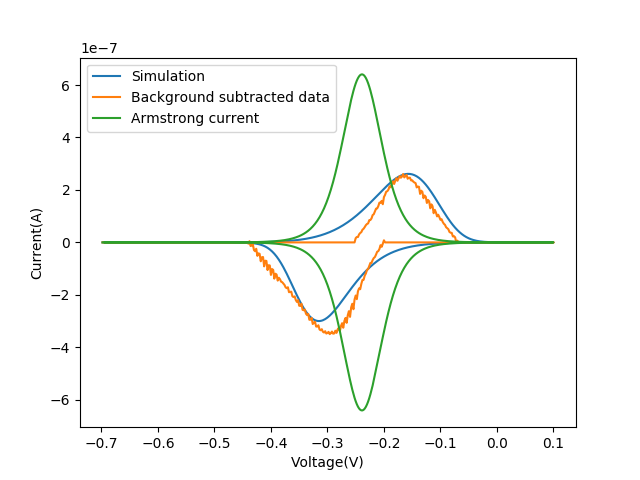 1e−7
Simulation
Background subtracted data
Armstrong current
6
4
2
0
−2
−4
−6
Current(A)
−0.7 −0.6 −0.5 −0.4 −0.3 −0.2 −0.1 0.0 0.1
Voltage(V)